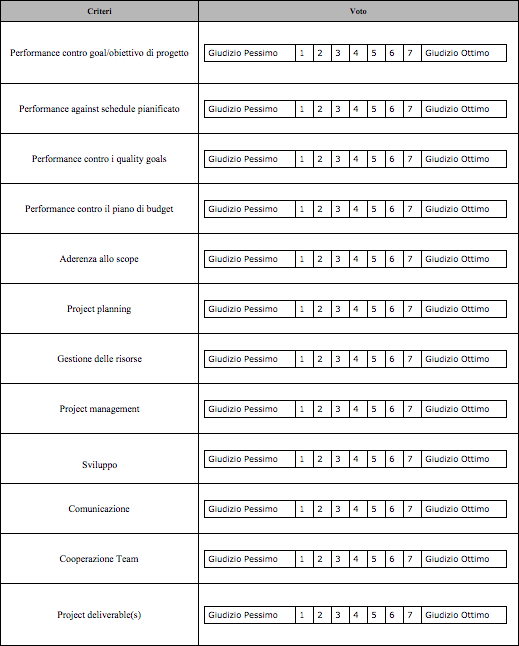 Criteri Voto
Performance contro goal/obiettivo di progetto Giudizio Pessimo 1 2 3 4 5 6 7 Giudizio Ottimo
Performance against schedule pianificato Giudizio Pessimo 1 2 3 4 5 6 7 Giudizio Ottimo
Performance contro i quality goals Giudizio Pessimo 1 2 3 4 5 6 7 Giudizio Ottimo
Performance contro il piano di budget Giudizio Pessimo 1 2 3 4 5 6 7 Giudizio Ottimo
Aderenza allo scope Giudizio Pessimo 1 2 3 4 5 6 7 Giudizio Ottimo
Project planning Giudizio Pessimo 1 2 3 4 5 6 7 Giudizio Ottimo
Gestione delle risorse Giudizio Pessimo 1 2 3 4 5 6 7 Giudizio Ottimo
Project management Giudizio Pessimo 1 2 3 4 5 6 7 Giudizio Ottimo
Sviluppo Giudizio Pessimo 1 2 3 4 5 6 7 Giudizio Ottimo
Comunicazione Giudizio Pessimo 1 2 3 4 5 6 7 Giudizio Ottimo
Cooperazione Team Giudizio Pessimo 1 2 3 4 5 6 7 Giudizio Ottimo
Project deliverable(s) Giudizio Pessimo 1 2 3 4 5 6 7 Giudizio Ottimo